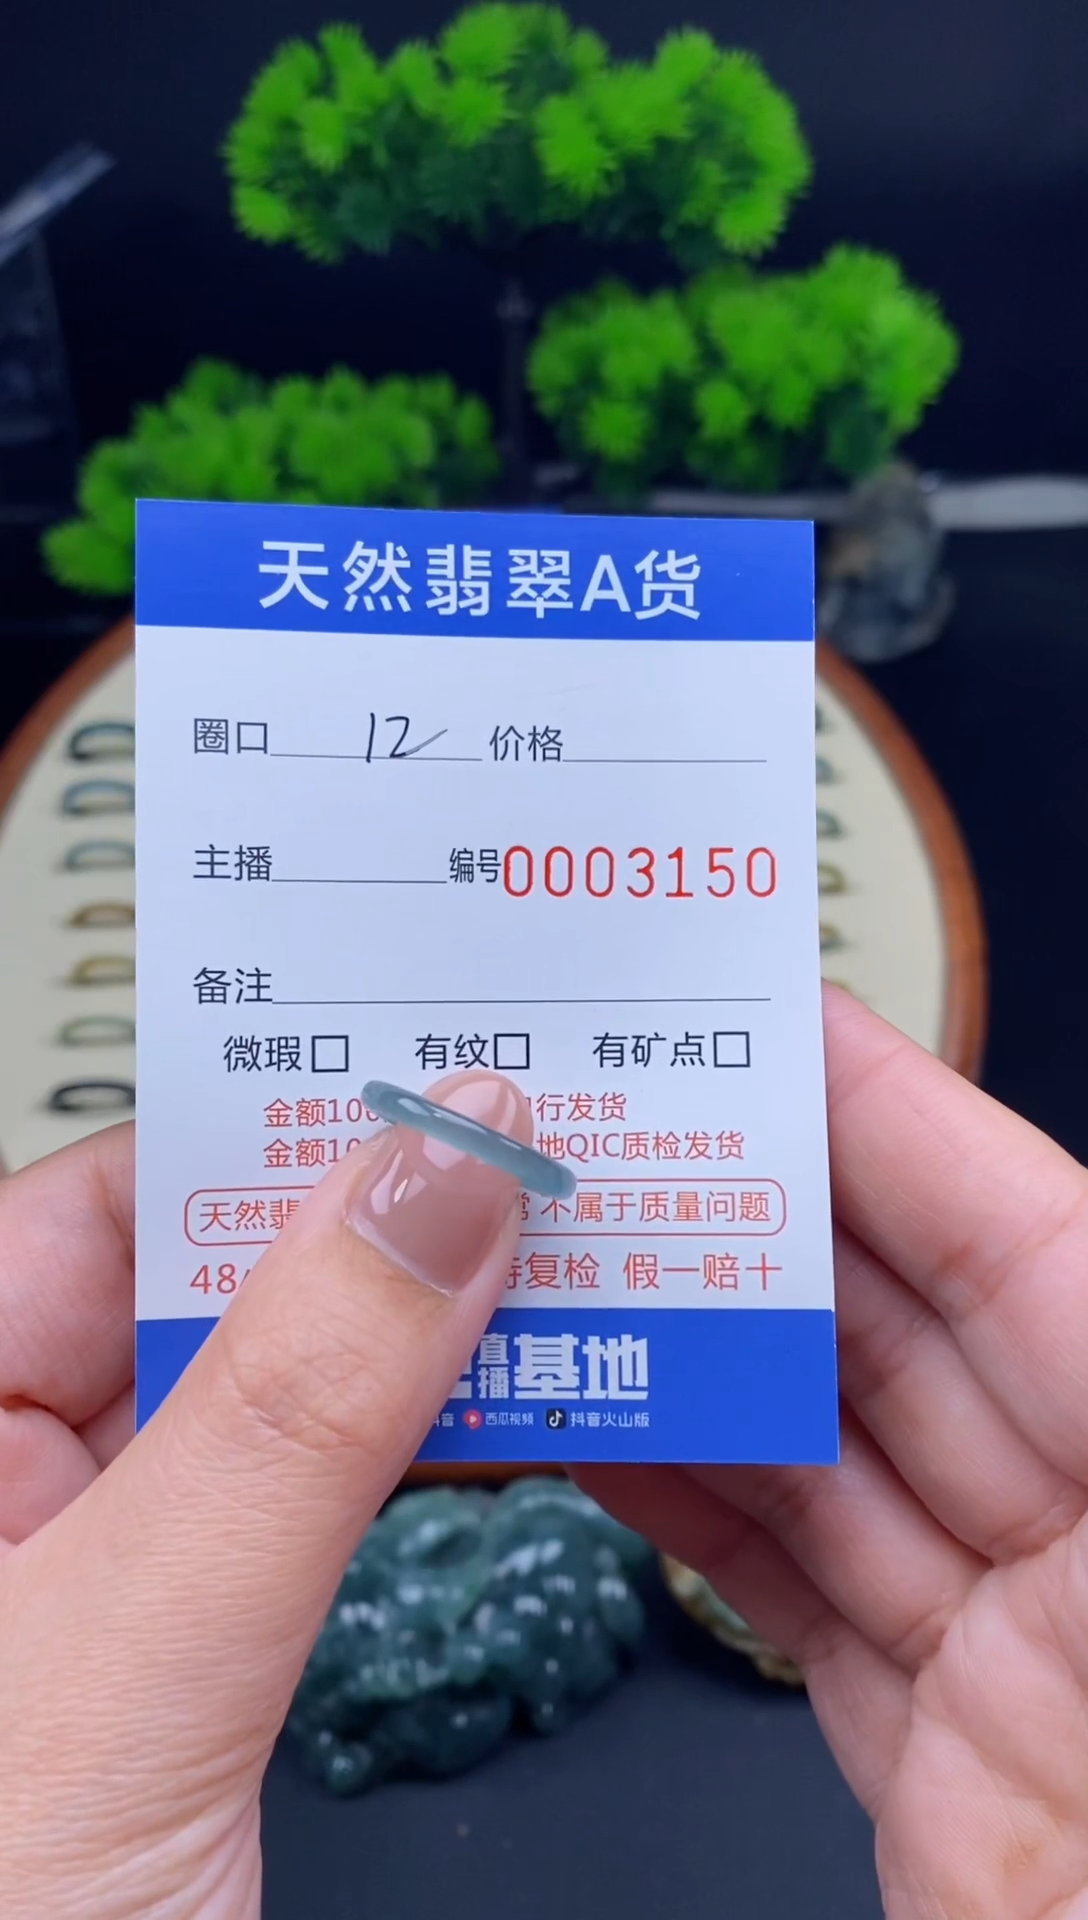 天然翡翠A货
圈口 12 价格
主播 编号0003150
备注
微瑕□ 有纹□ 有矿点□
金额10 行发货
金额10 地QIC质检发货
天然翡 不属于质量问题
48 复检 假一赔十
直播基地
西瓜视频 抖音火山版